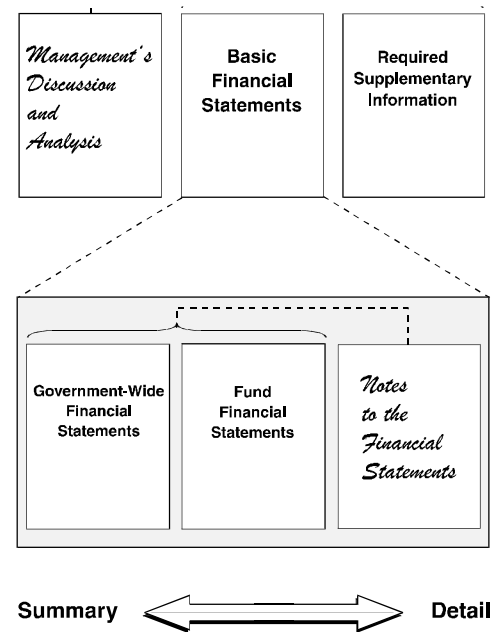 Management's
Discussion
and
Analysis
Basic
Financial
Statements
Required
Supplementary
Information
Government-Wide
Financial
Statements
Fund
Financial
Statements
Notes
to the
Financial
Statements
Summary
Detail